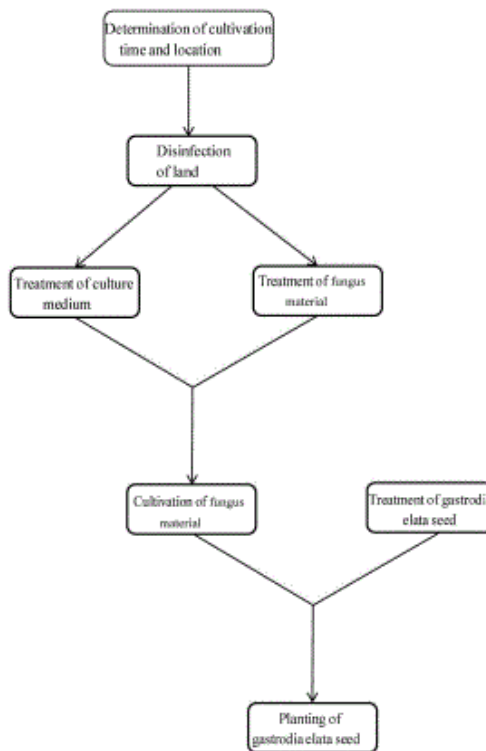 Determination of cultivation
time and location
Disinfection
of land
Treatment of culture
medium
Treatment of fungus
material
Cultivation of fungus
material
Treatment of gastrodi
elata seed
Planting of
gastrodia elata seed